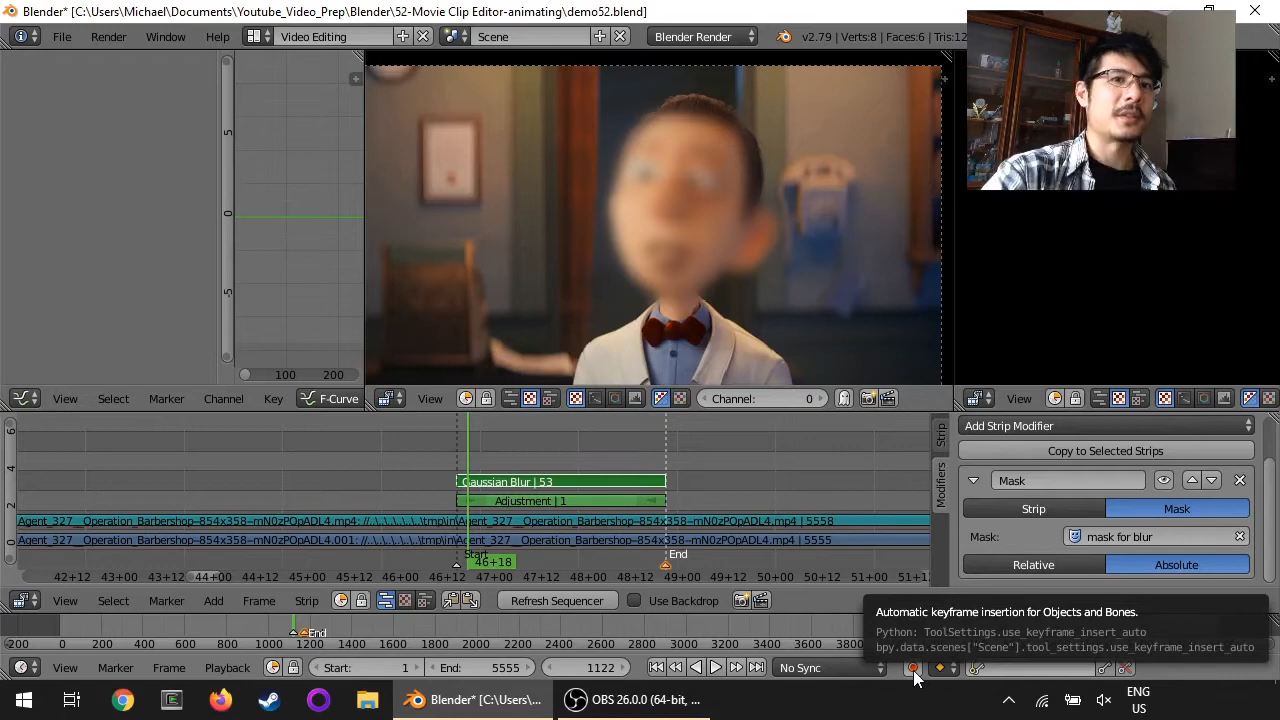 Blender* [C:\Users\Michael\Documents\Youtube_Video_Prep\Blender\52-Movie Clip Editor-animating\demo52.blend]
File Render Window Help Video Editing Scene Blender Render v2.79 | Verts:8 | Faces:6 | Tris:12
5
0
-5
100 200
View Select Marker Channel Key F-Curve View Channel: 0 View
6
4
2
0
Gaussian Blur | 53
Adjustment | 1
Agent_327__Operation_Barbershop-854x358-mN0zPOpADL4.mp4: //..\..\..\..\..\tmp\in\Agent_327__Operation_Barbershop-854x358-mN0zPOpADL4.mp4 | 5558
Agent_327__Operation_Barbershop-854x358-mN0zPOpADL4.001: //..\..\..\..\..\tmp\in\Agent_327__Operation_Barbershop-854x358-mN0zPOpADL4.mp4 | 5555
Start End
46+18
42+12 43+00 43+12 44+00 44+12 45+00 45+12 46+00 46+12 47+00 47+12 48+00 48+12 49+00 49+12 50+00 50+12 51+00 51+1
Strip
Modifiers
Add Strip Modifier
Copy to Selected Strips
Mask
Strip Mask
Mask: mask for blur
Relative Absolute
View Select Marker Add Frame Strip Refresh Sequencer Use Backdrop
Automatic keyframe insertion for Objects and Bones.
Python: ToolSettings.use_keyframe_insert_auto
bpy.data.scenes["Scene"].tool_settings.use_keyframe_insert_auto
End
-200 0 200 400 600 800 1000 1200 1400 1600 1800 2000 2200 2400 2600 2800 3000 3200 3400
View Marker Frame Playback Start: 1 End: 5555 1122 No Sync
Blender* [C:\Users\... OBS 26.0.0 (64-bit, ... ENG
US